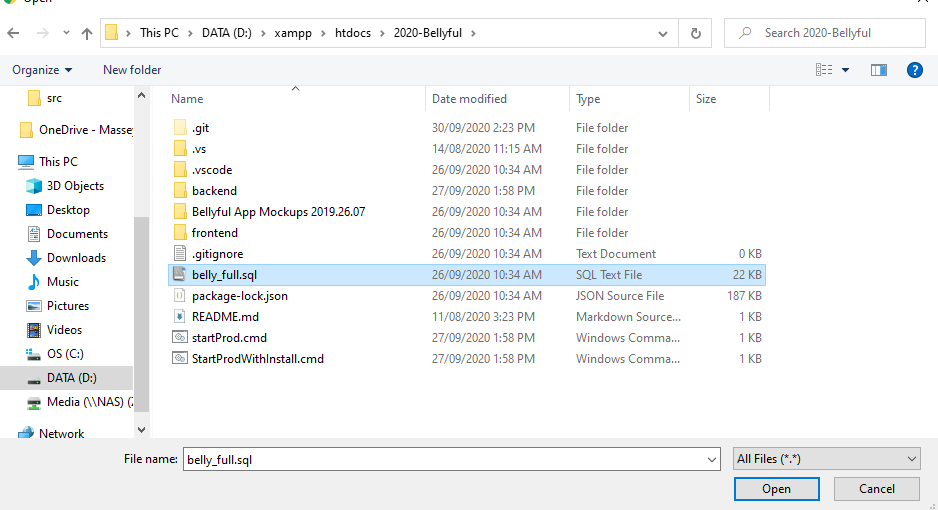 Open
This PC > DATA (D:) > xampp > htdocs > 2020-Bellyful >
Search 2020-Bellyful
Organize
New folder
src
OneDrive - Masse
This PC
3D Objects
Desktop
Documents
Downloads
Music
Pictures
Videos
OS (C:)
DATA (D:)
Media (\\NAS) (Z
Network
Name Date modified Type Size
.git 30/09/2020 2:23 PM File folder
.vs 14/08/2020 11:15 AM File folder
.vscode 26/09/2020 10:34 AM File folder
backend 27/09/2020 1:58 PM File folder
Bellyful App Mockups 2019.26.07 26/09/2020 10:34 AM File folder
frontend 26/09/2020 10:34 AM File folder
.gitignore 26/09/2020 10:34 AM Text Document 0 KB
belly_full.sql 26/09/2020 10:34 AM SQL Text File 22 KB
package-lock.json 26/09/2020 10:34 AM JSON Source File 187 KB
README.md 11/08/2020 3:23 PM Markdown Source... 1 KB
startProd.cmd 27/09/2020 1:58 PM Windows Comma... 1 KB
StartProdWithInstall.cmd 27/09/2020 1:58 PM Windows Comma... 1 KB
File name: belly_full.sql
All Files (*.*)
Open
Cancel